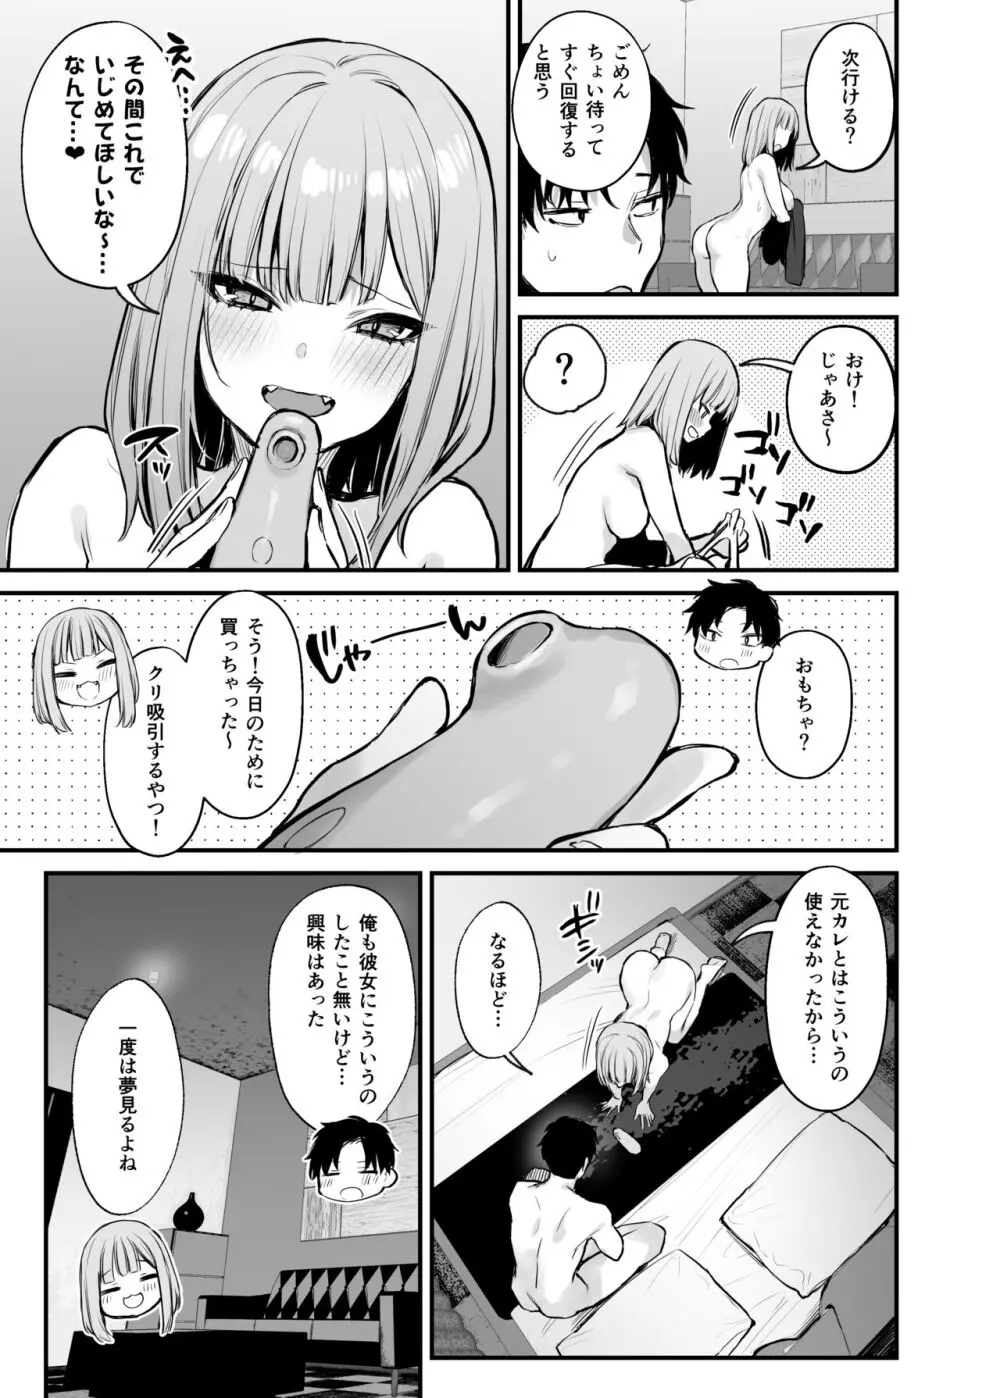 次行ける？
ごめん
ちょい待って
すぐ回復する
と思う
おけ！
じゃあさ〜
ゴソ
ゴソ
？
その間これで
いじめてほしいな〜…
なんて…♥
えへ…
スッ
おもちゃ？
じゃーん
そう！今日のために
買っちゃった〜
クリ吸引するやつ！
元カレとはこういうの
使えなかったから…
なるほど…
俺も彼女にこういうの
したこと無いけど…
興味はあった
一度は夢見るよね